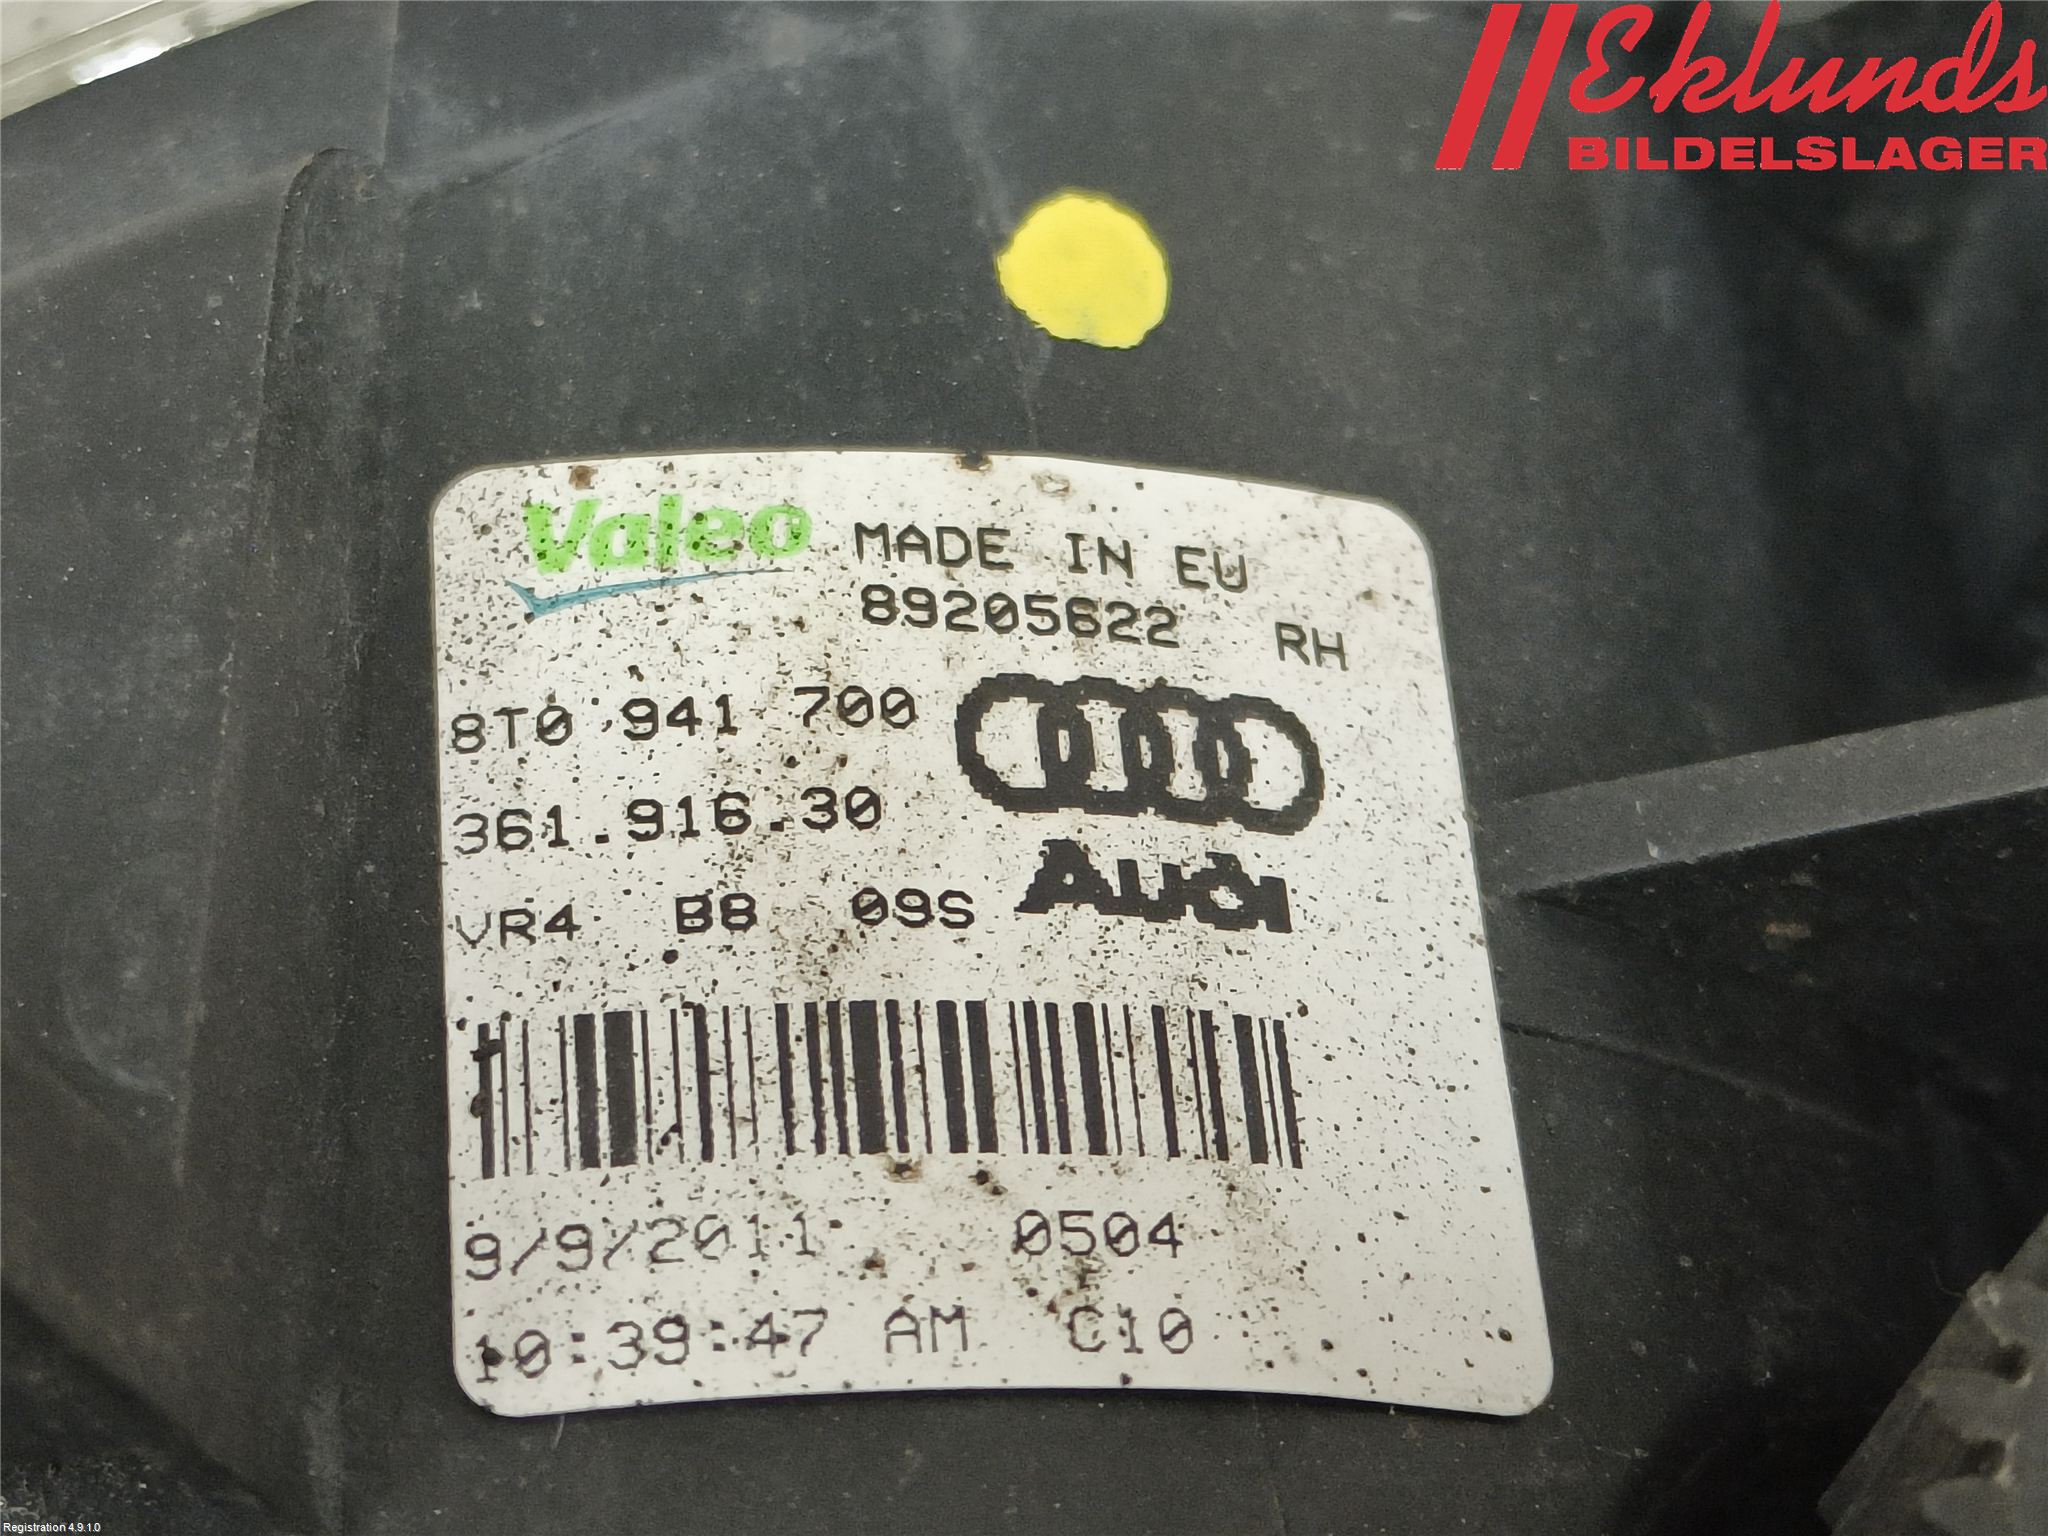 Eklunds
BILDELSLAGER
Valeo MADE IN EU
89205622 RH
8T0 941 700
361.916.30
Audi
VR4 B8 09S
9/9/2011 0504
10:39:47 AM C10
Registration 4.9.1.0